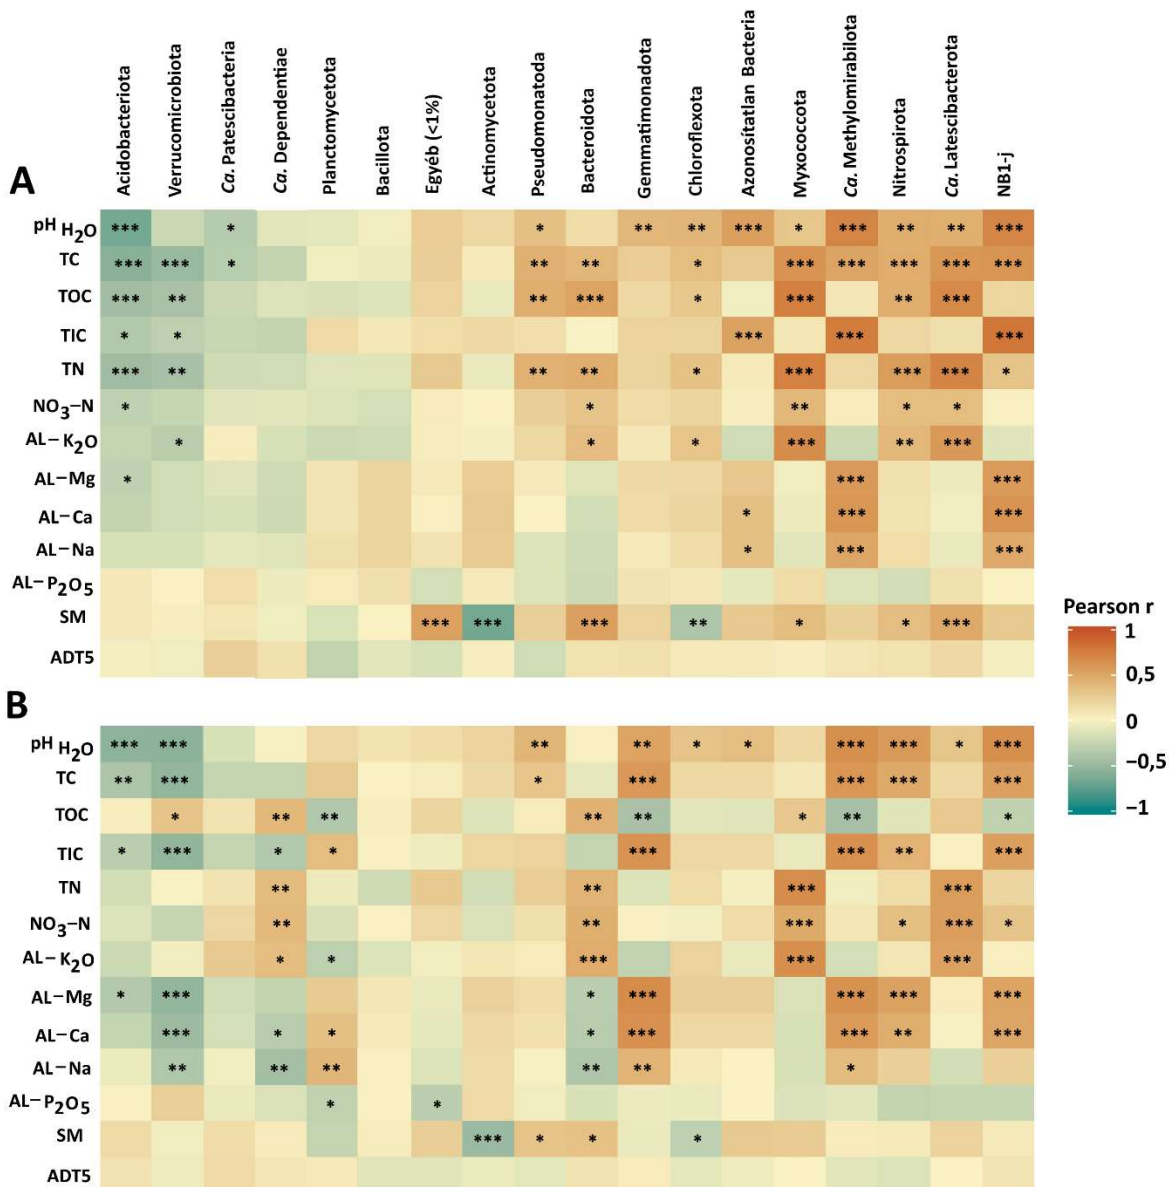 Acidobacteriota
Verrucomicrobiota
Ca. Patescibacteria
Ca. Dependentiae
Planctomycetota
Bacillota
Egyéb (<1%)
Actinomycetota
Pseudomonatoda
Bacteroidota
Gemmatimonadota
Chloroflexota
Azonosítatlan Bacteria
Myxococcota
Ca. Methylomirabilota
Nitrospirota
Ca. Latescibacterota
NB1-j
A
pH H2O *** * * ** ** *** * *** ** ** ***
TC *** *** * ** ** * *** *** *** *** ***
TOC *** ** ** *** * *** ** ***
TIC * * *** *** ***
TN *** ** ** ** * *** *** *** *
NO3–N * * ** * *
AL–K2O * * * *** ** ***
AL–Mg * *** ***
AL–Ca * *** ***
AL–Na * *** ***
AL–P2O5
SM *** *** *** ** * * ***
ADT5
Pearson r
1
0,5
0
−0,5
−1
B
pH H2O *** *** ** ** * * *** *** * ***
TC ** *** * *** *** *** ***
TOC * ** ** ** ** * ** *
TIC * *** * * *** *** ** ***
TN ** ** *** ***
NO3–N ** ** *** * *** *
AL–K2O * * *** *** ***
AL–Mg * *** * *** *** *** ***
AL–Ca *** * * * *** *** ** ***
AL–Na ** ** ** ** ** *
AL–P2O5 * *
SM *** * * *
ADT5